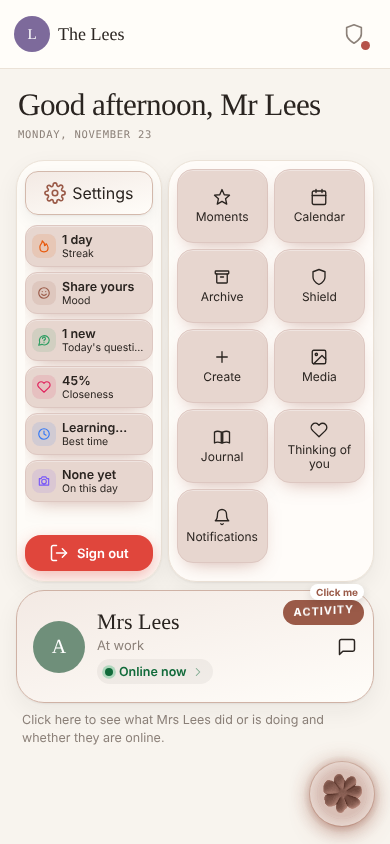 L
The Lees
Good afternoon, Mr Lees
MONDAY, NOVEMBER 23
Settings
1 day
Streak
Share yours
Mood
1 new
Today's questi...
45%
Closeness
Learning...
Best time
None yet
On this day
Sign out
Moments
Calendar
Archive
Shield
Create
Media
Journal
Thinking of
you
Notifications
Click me
ACTIVITY
A
Mrs Lees
At work
Online now
Click here to see what Mrs Lees did or is doing and
whether they are online.